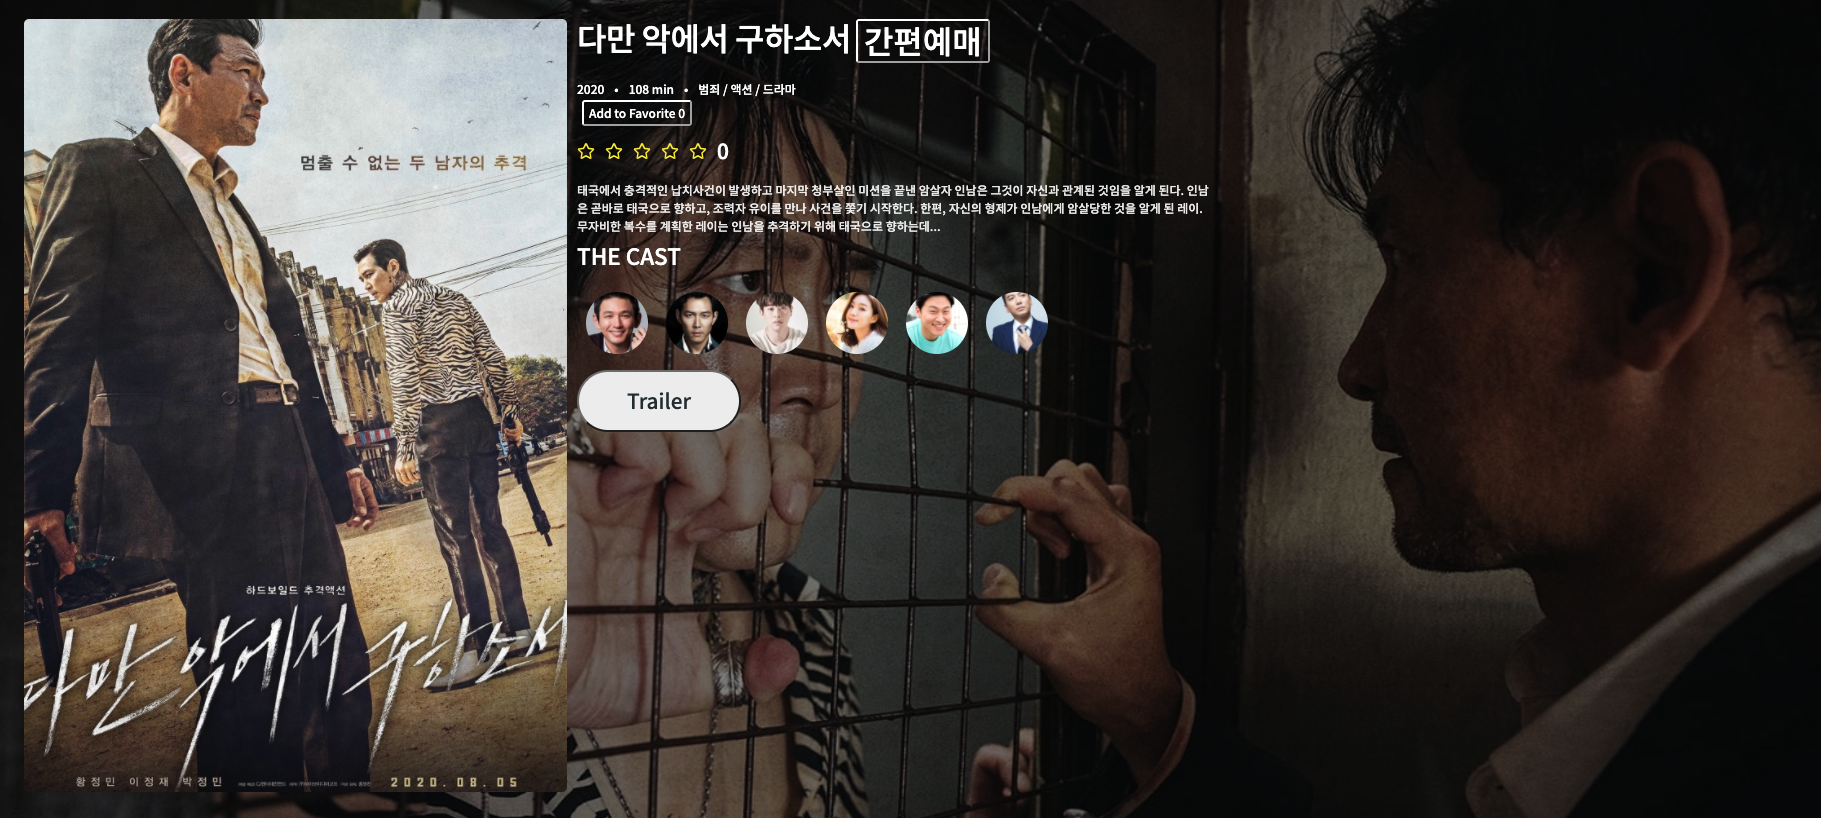 다만 악에서 구하소서 간편예매
2020 • 108 min • 범죄 / 액션 / 드라마
Add to Favorite 0
0
태국에서 충격적인 납치사건이 발생하고 마지막 청부살인 미션을 끝낸 암살자 인남은 그것이 자신과 관계된 것임을 알게 된다. 인남
은 곧바로 태국으로 향하고, 조력자 유이를 만나 사건을 쫓기 시작한다. 한편, 자신의 형제가 인남에게 암살당한 것을 알게 된 레이.
무자비한 복수를 계획한 레이는 인남을 추격하기 위해 태국으로 향하는데...
THE CAST
Trailer
멈출 수 없는 두 남자의 추격
하드보일드 추격액션
다만 악에서 구하소서
황정민 이정재 박정민
2020.08.05